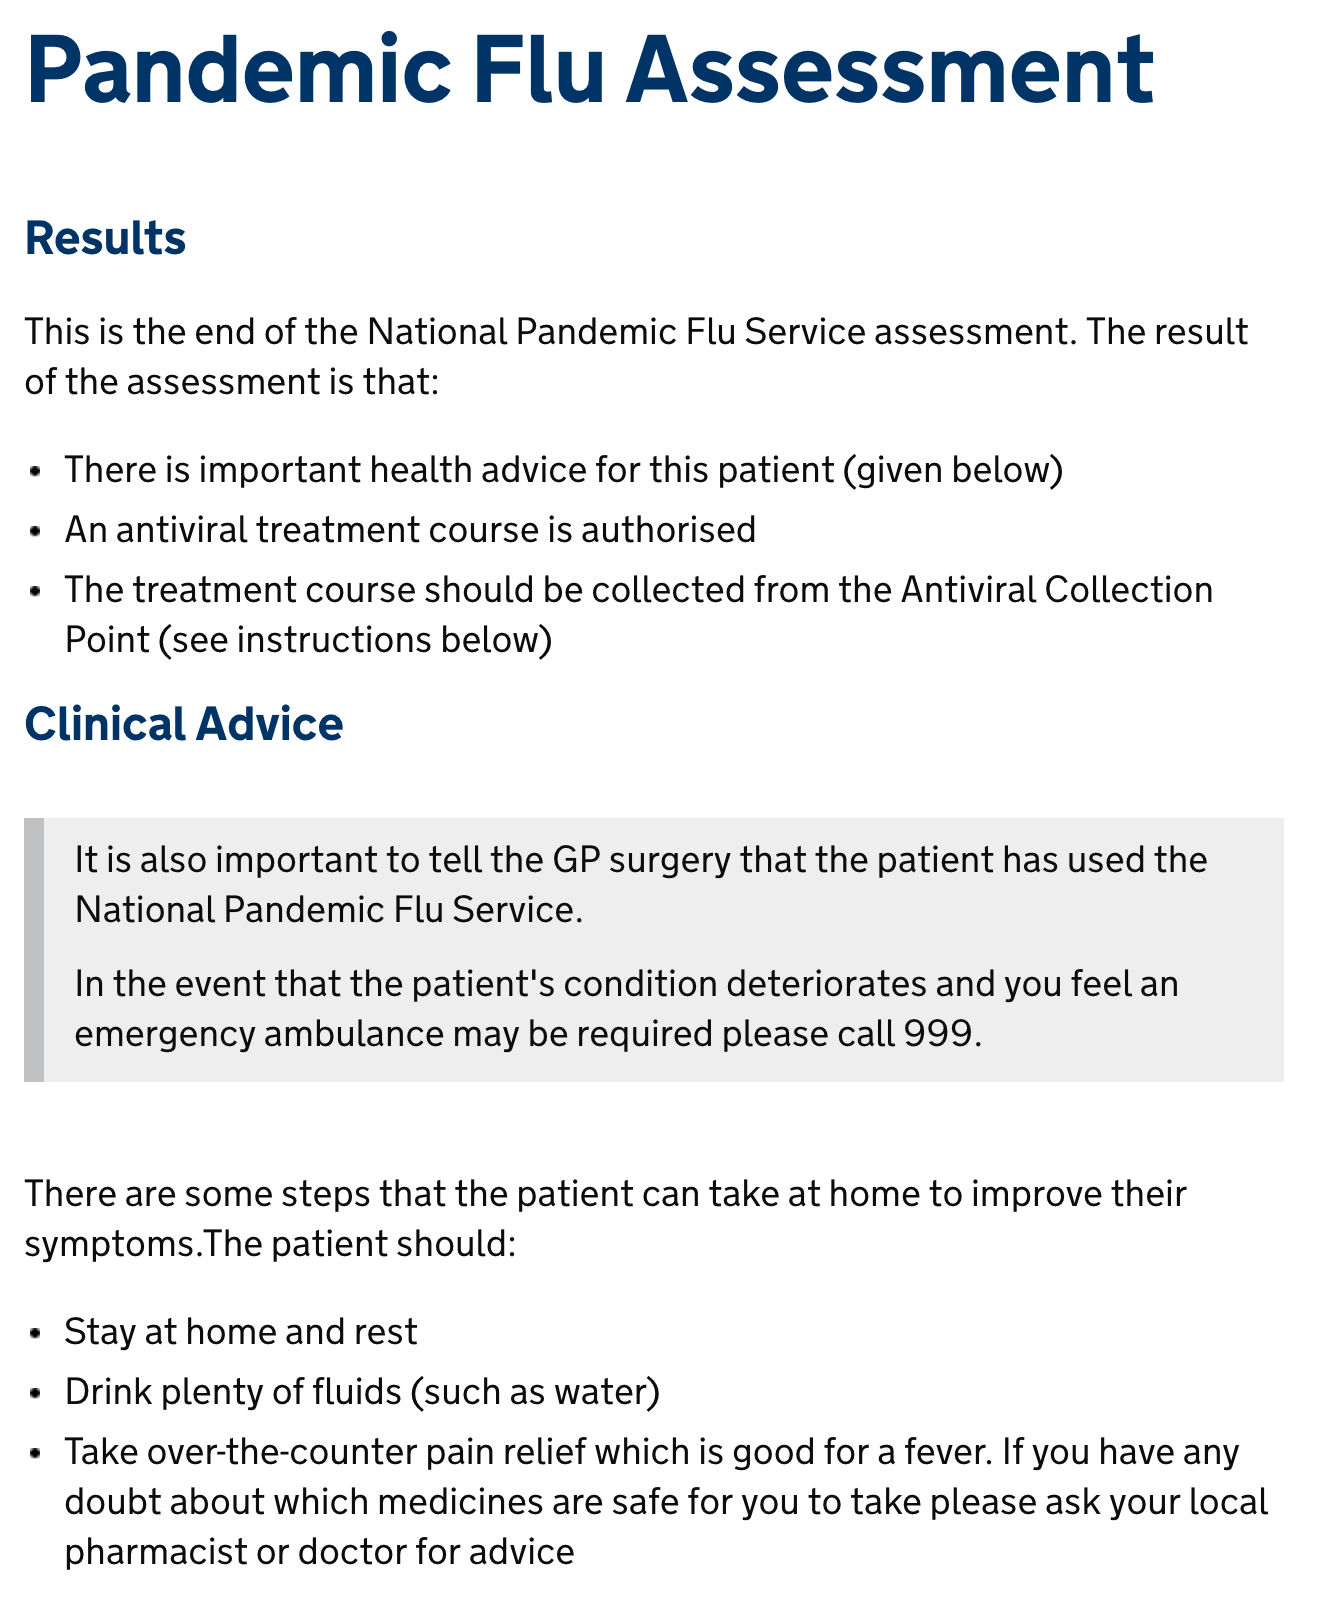 Pandemic Flu Assessment
Results
This is the end of the National Pandemic Flu Service assessment. The result
of the assessment is that:
• There is important health advice for this patient (given below)
• An antiviral treatment course is authorised
• The treatment course should be collected from the Antiviral Collection
Point (see instructions below)
Clinical Advice
It is also important to tell the GP surgery that the patient has used the
National Pandemic Flu Service.
In the event that the patient's condition deteriorates and you feel an
emergency ambulance may be required please call 999.
There are some steps that the patient can take at home to improve their
symptoms.The patient should:
• Stay at home and rest
• Drink plenty of fluids (such as water)
• Take over-the-counter pain relief which is good for a fever. If you have any
doubt about which medicines are safe for you to take please ask your local
pharmacist or doctor for advice